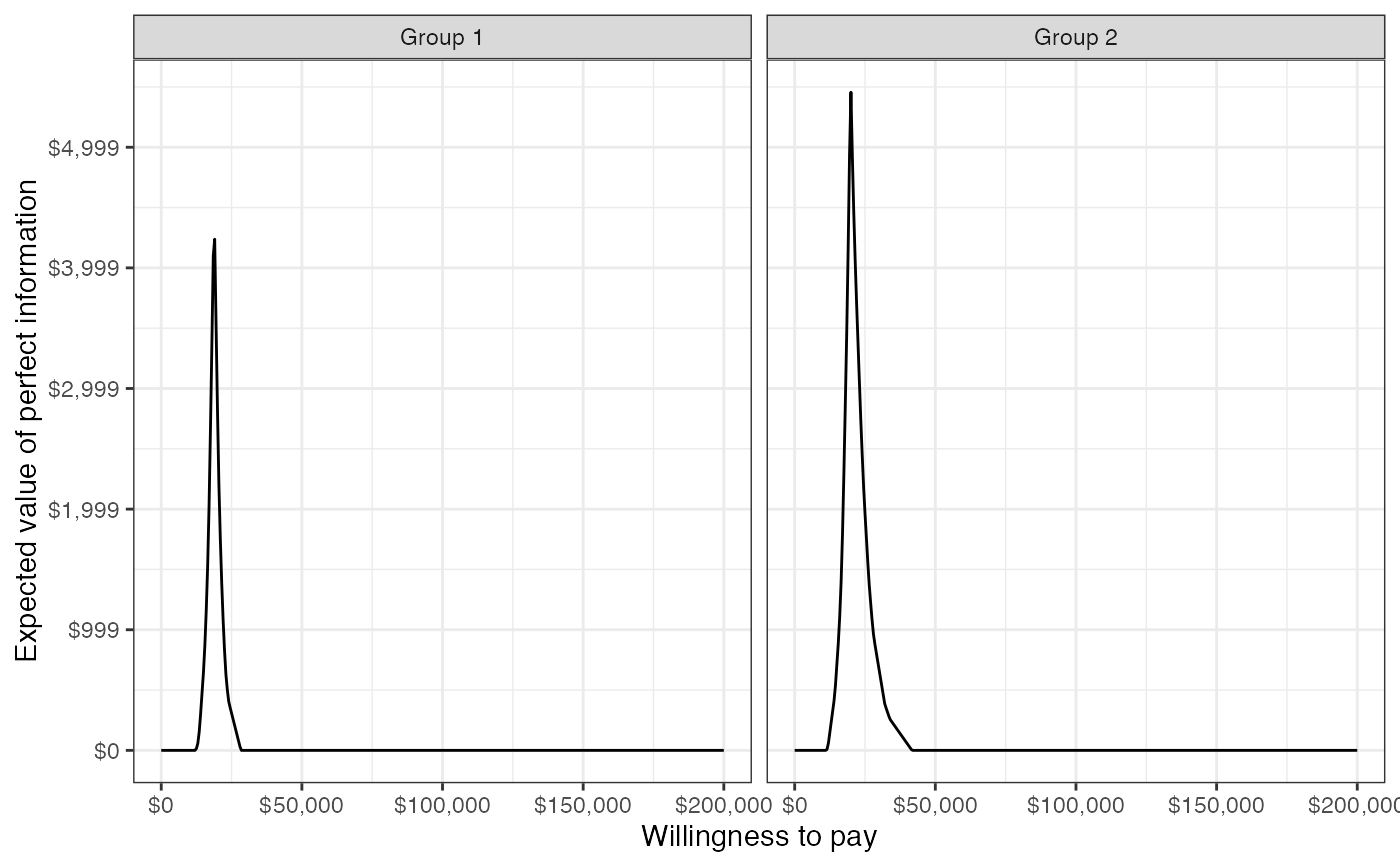 Group 1
Group 2
Expected value of perfect information
$4,999
$3,999
$2,999
$1,999
$999
$0
$0 $50,000 $100,000 $150,000 $200,000
$0 $50,000 $100,000 $150,000 $200,000
Willingness to pay